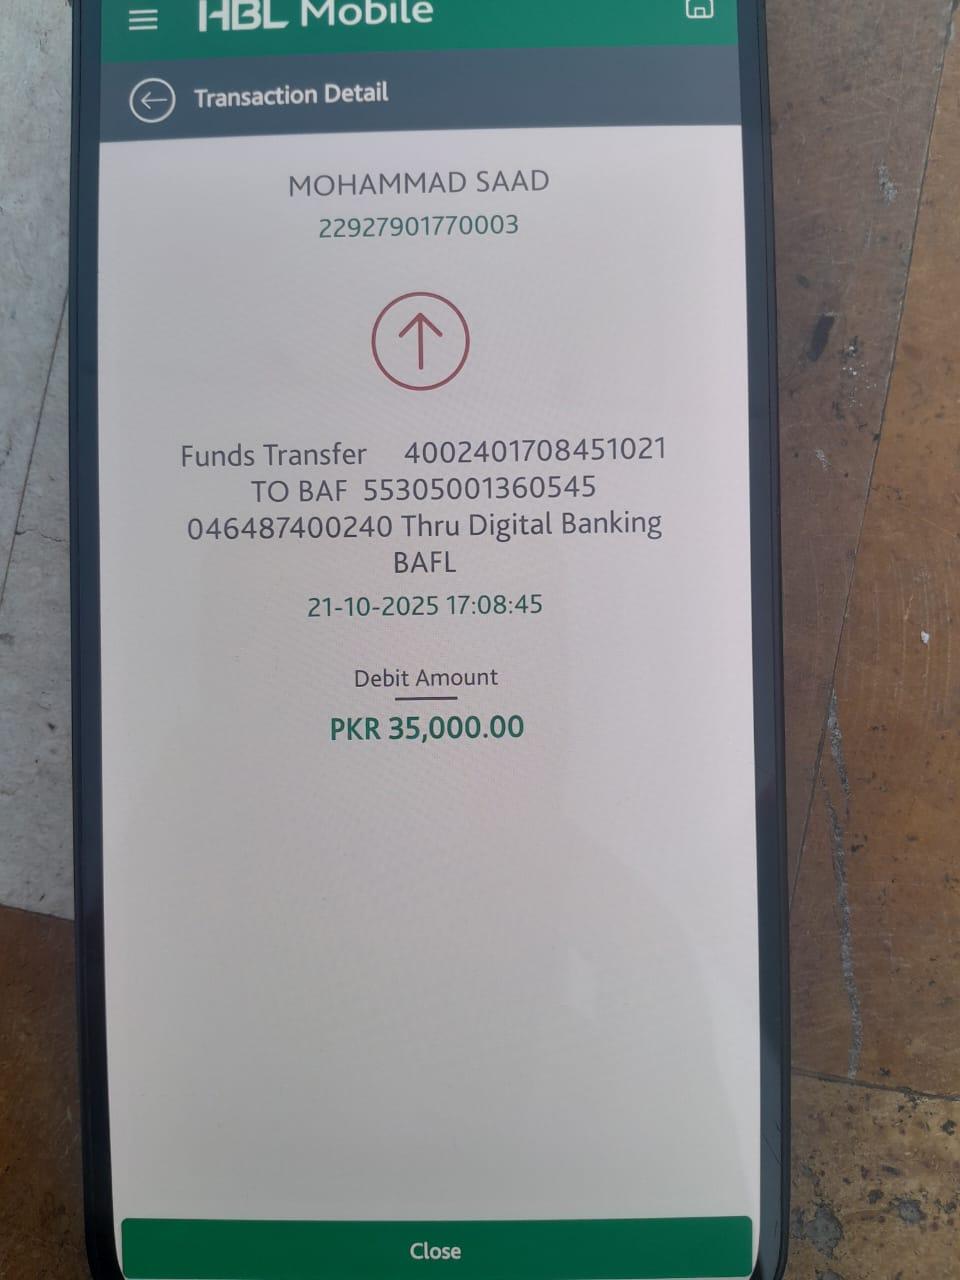 HBL Mobile
Transaction Detail
MOHAMMAD SAAD
22927901770003
Funds Transfer 4002401708451021
TO BAF 55305001360545
046487400240 Thru Digital Banking
BAFL
21-10-2025 17:08:45
Debit Amount
PKR 35,000.00
Close